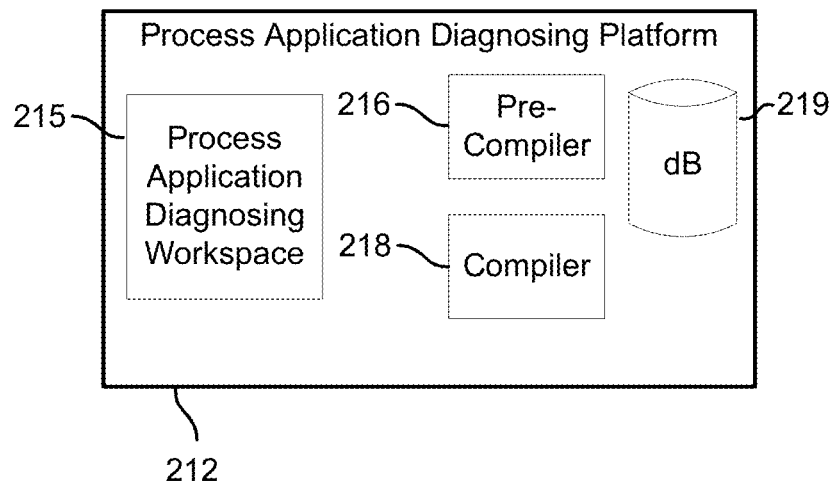 Process Application Diagnosing Platform
215
Process
Application
Diagnosing
Workspace
216
Pre-
Compiler
218
Compiler
dB
219
212